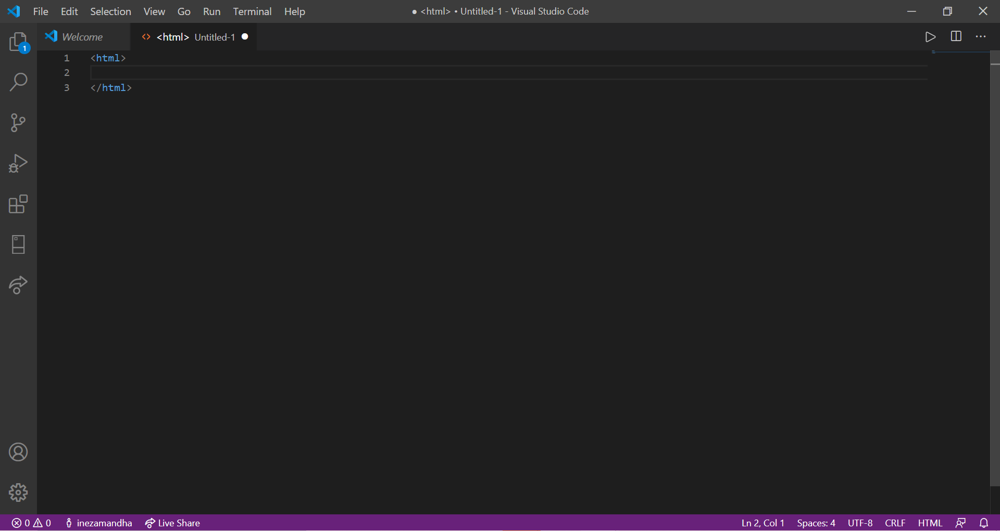 File Edit Selection View Go Run Terminal Help ● <html> • Untitled-1 - Visual Studio Code
1
Welcome <html> Untitled-1 ●
1 <html>
2
3 </html>
0 0 inezamandha Live Share Ln 2, Col 1 Spaces: 4 UTF-8 CRLF HTML